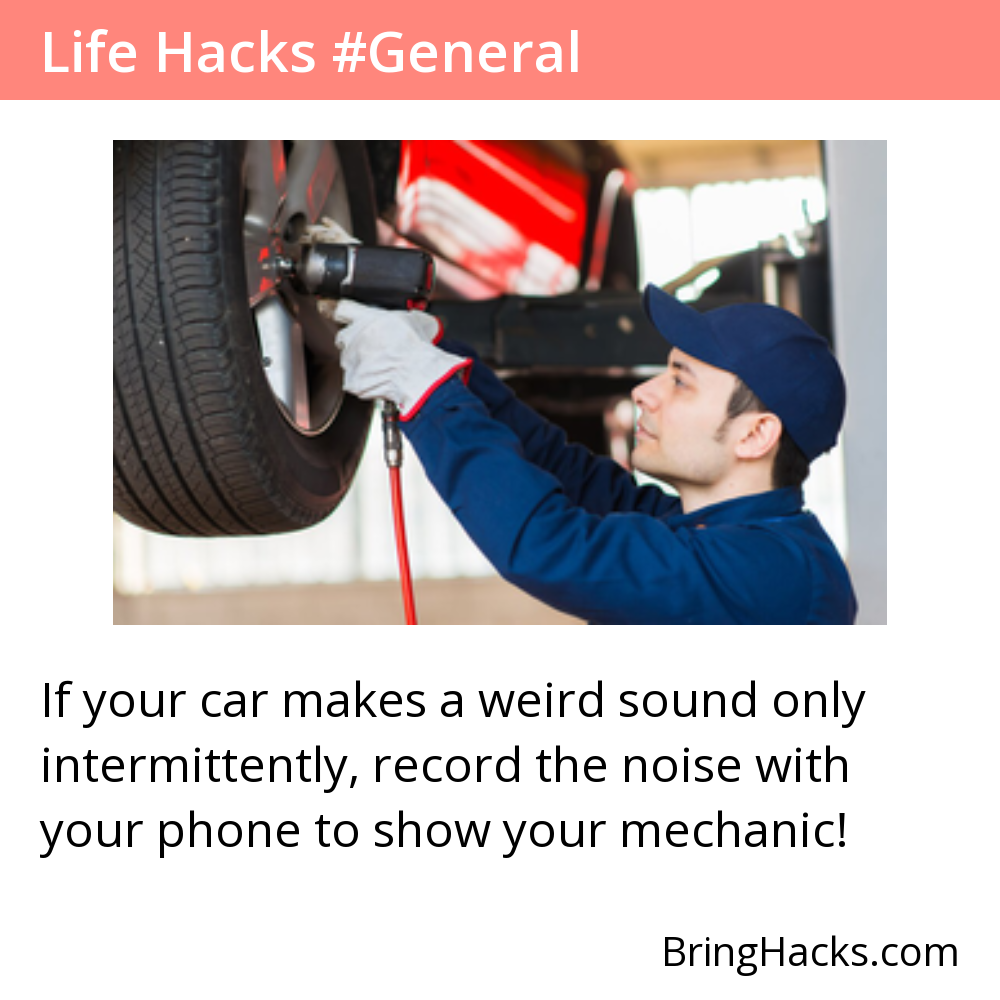 Life Hacks #General
If your car makes a weird sound only
intermittently, record the noise with
your phone to show your mechanic!
BringHacks.com